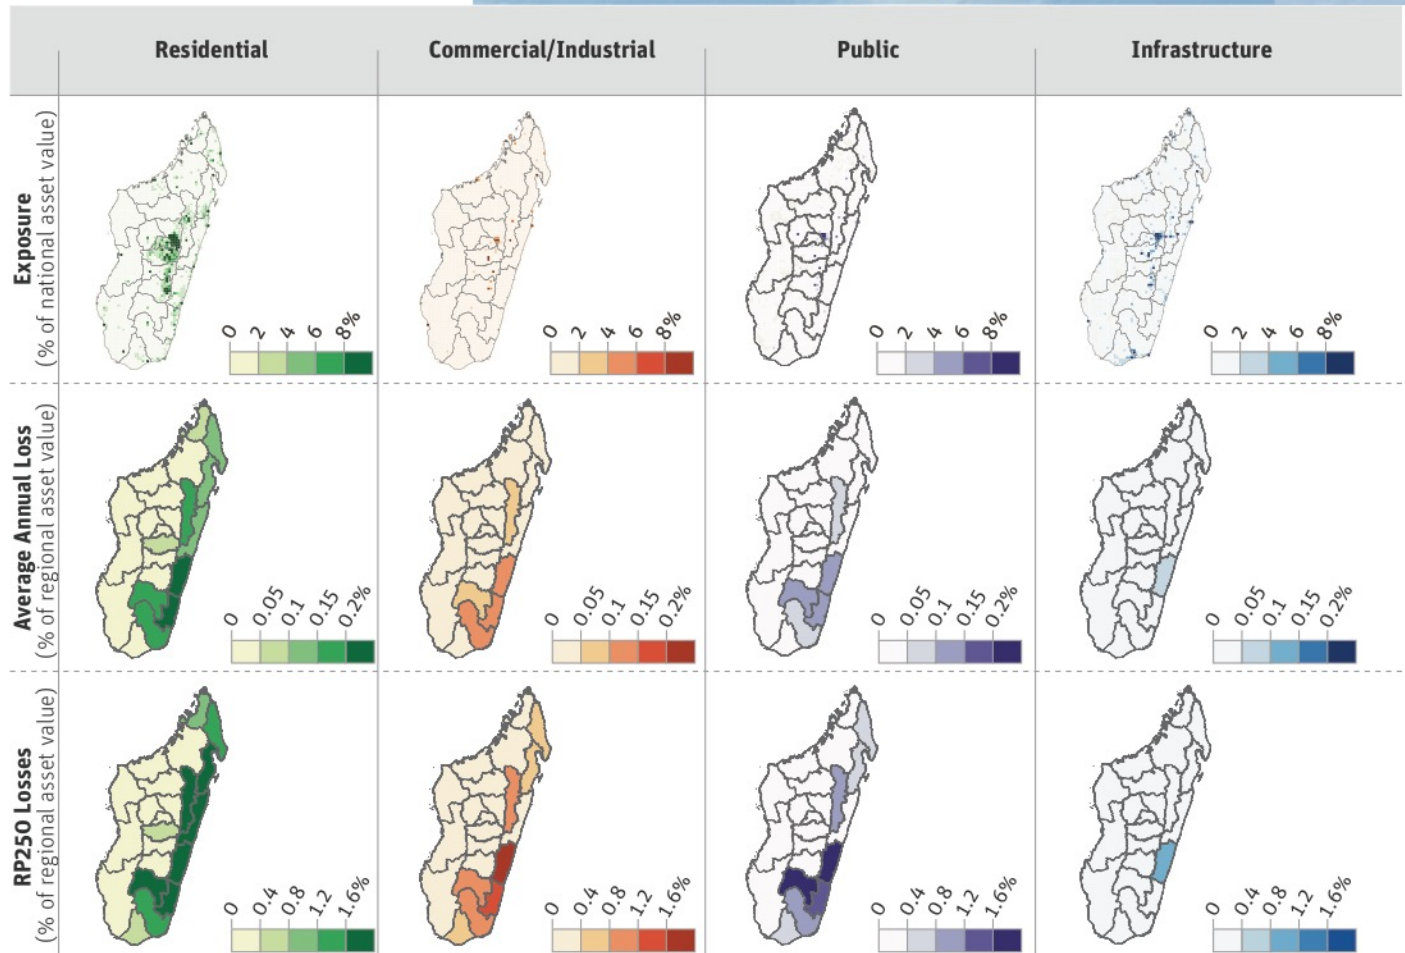 Residential
Commercial/Industrial
Public
Infrastructure
Exposure
(% of national asset value)
0 2 4 6 8%
0 2 4 6 8%
0 2 4 6 8%
0 2 4 6 8%
Average Annual Loss
(% of regional asset value)
0 0.05 0.1 0.15 0.2%
0 0.05 0.1 0.15 0.2%
0 0.05 0.1 0.15 0.2%
0 0.05 0.1 0.15 0.2%
RP250 Losses
(% of regional asset value)
0 0.4 0.8 1.2 1.6%
0 0.4 0.8 1.2 1.6%
0 0.4 0.8 1.2 1.6%
0 0.4 0.8 1.2 1.6%